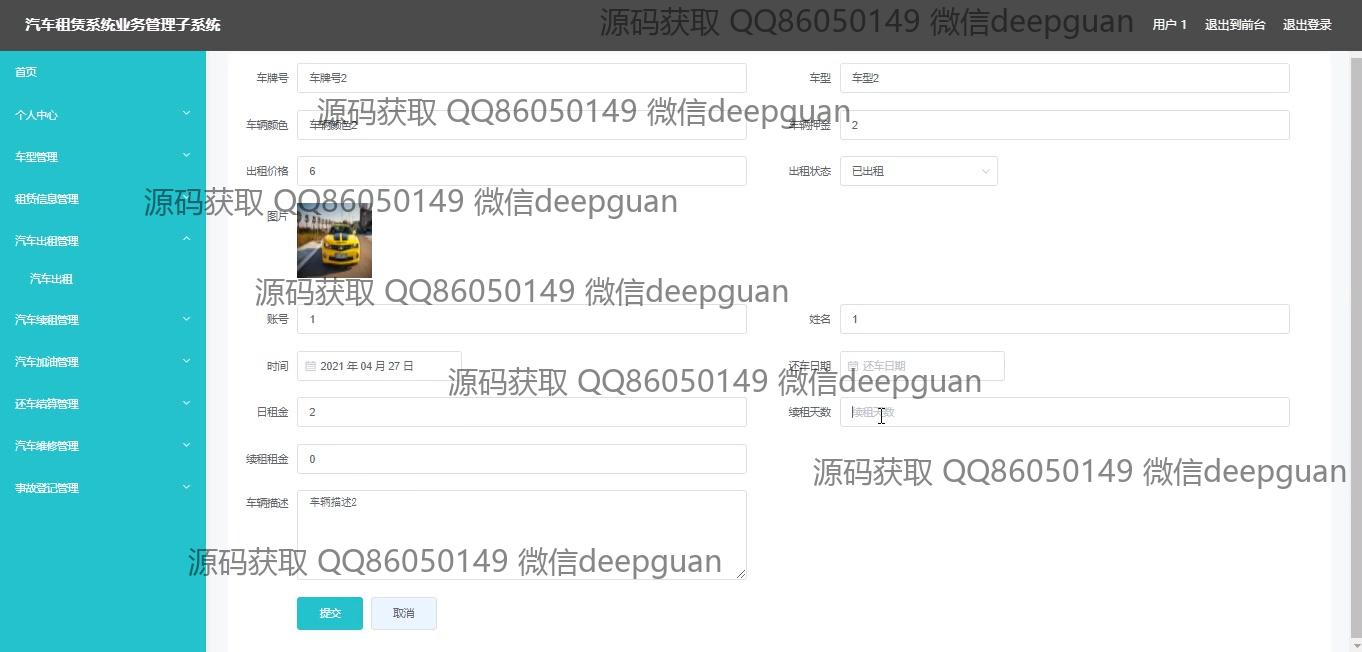 汽车租赁系统业务管理子系统
源码获取 QQ86050149 微信deepguan
用户 1 退出到前台 退出登录
首页
个人中心
车型管理
租赁信息管理
汽车出租管理
汽车出租
汽车续租管理
汽车加油管理
还车结算管理
汽车维修管理
事故登记管理
车牌号 车牌号2 车型 车型2
源码获取 QQ86050149 微信deepguan
车辆颜色 车辆颜色2 车辆押金 2
出租价格 6 出租状态 已出租
源码获取 QQ86050149 微信deepguan
图片
源码获取 QQ86050149 微信deepguan
账号 1 姓名 1
时间 2021 年 04 月 27 日 还车日期 还车日期
源码获取 QQ86050149 微信deepguan
日租金 2 续租天数 续租天数
续租租金 0
源码获取 QQ86050149 微信deepguan
车辆描述 车辆描述2
源码获取 QQ86050149 微信deepguan
提交 取消